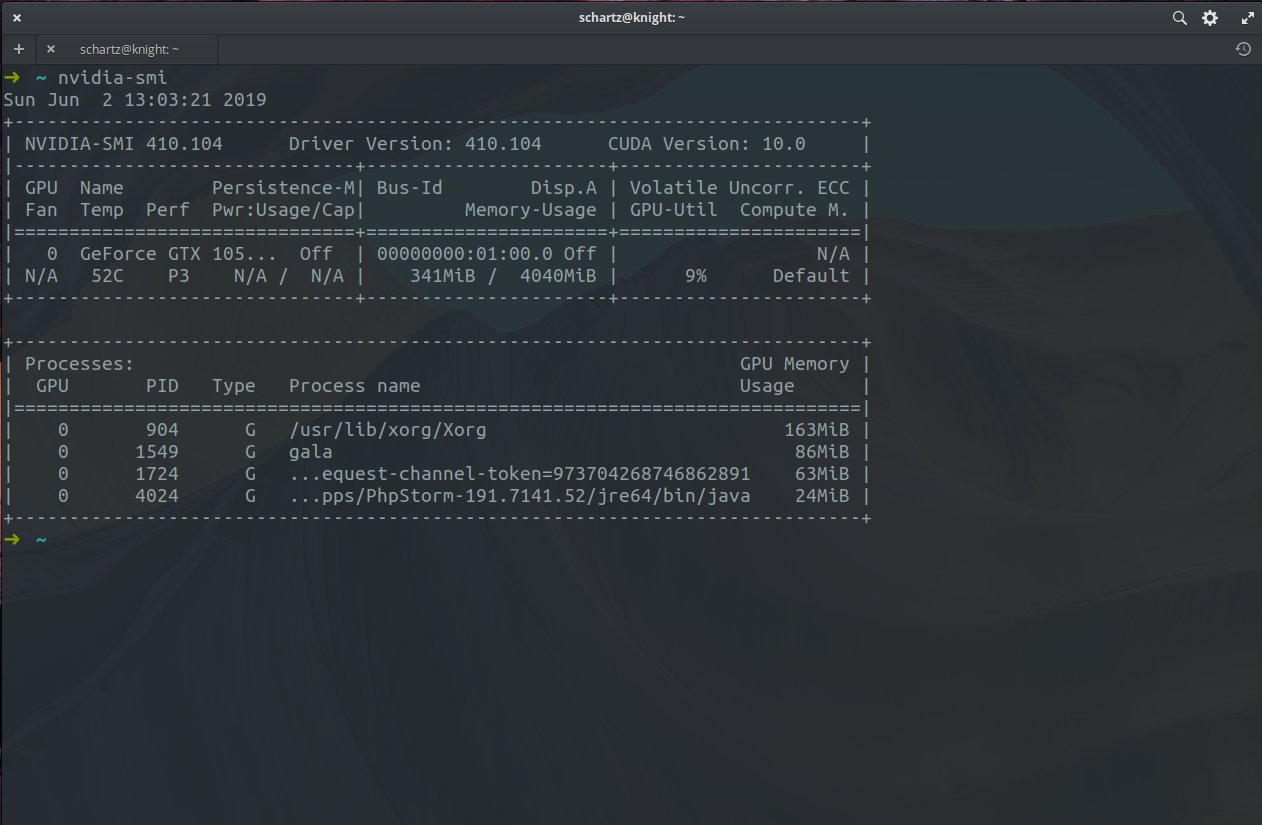 schartz@knight: ~
schartz@knight: ~
➜  ~ nvidia-smi
Sun Jun  2 13:03:21 2019
+-----------------------------------------------------------------------------+
| NVIDIA-SMI 410.104      Driver Version: 410.104      CUDA Version: 10.0     |
|-------------------------------+----------------------+----------------------+
| GPU  Name        Persistence-M| Bus-Id        Disp.A | Volatile Uncorr. ECC |
| Fan  Temp  Perf  Pwr:Usage/Cap|         Memory-Usage | GPU-Util  Compute M. |
|===============================+======================+======================|
|   0  GeForce GTX 105...  Off  | 00000000:01:00.0 Off |                  N/A |
| N/A   52C    P3    N/A /  N/A |    341MiB /  4040MiB |      9%      Default |
+-------------------------------+----------------------+----------------------+

+-----------------------------------------------------------------------------+
| Processes:                                                       GPU Memory |
|  GPU       PID   Type   Process name                             Usage      |
|=============================================================================|
|    0       904      G   /usr/lib/xorg/Xorg                           163MiB |
|    0      1549      G   gala                                          86MiB |
|    0      1724      G   ...equest-channel-token=973704268746862891    63MiB |
|    0      4024      G   ...pps/PhpStorm-191.7141.52/jre64/bin/java    24MiB |
+-----------------------------------------------------------------------------+
➜  ~